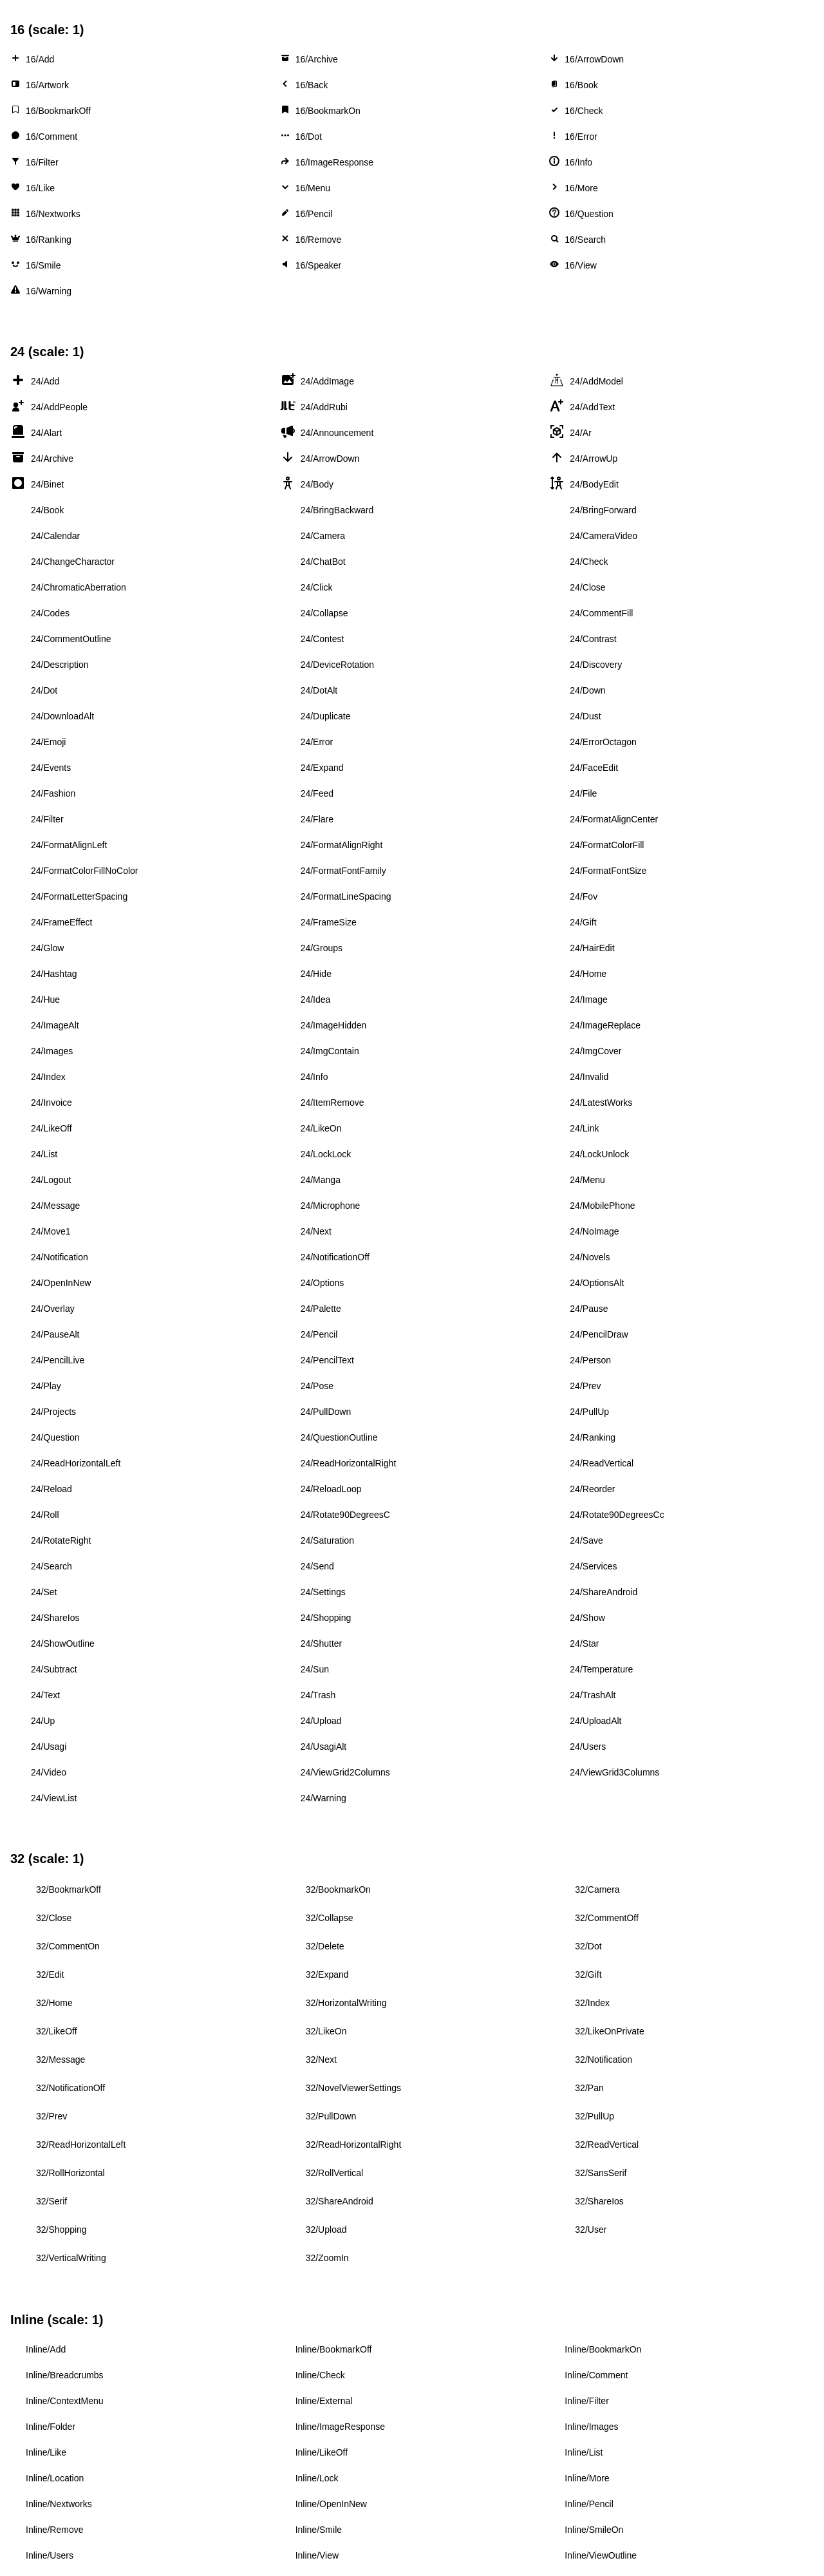 16 (scale: 1)
16/Add 16/Archive 16/ArrowDown
16/Artwork 16/Back 16/Book
16/BookmarkOff 16/BookmarkOn 16/Check
16/Comment 16/Dot 16/Error
16/Filter 16/ImageResponse 16/Info
16/Like 16/Menu 16/More
16/Nextworks 16/Pencil 16/Question
16/Ranking 16/Remove 16/Search
16/Smile 16/Speaker 16/View
16/Warning
24 (scale: 1)
24/Add 24/AddImage 24/AddModel
24/AddPeople 24/AddRubi 24/AddText
24/Alart 24/Announcement 24/Ar
24/Archive 24/ArrowDown 24/ArrowUp
24/Binet 24/Body 24/BodyEdit
24/Book 24/BringBackward 24/BringForward
24/Calendar 24/Camera 24/CameraVideo
24/ChangeCharactor 24/ChatBot 24/Check
24/ChromaticAberration 24/Click 24/Close
24/Codes 24/Collapse 24/CommentFill
24/CommentOutline 24/Contest 24/Contrast
24/Description 24/DeviceRotation 24/Discovery
24/Dot 24/DotAlt 24/Down
24/DownloadAlt 24/Duplicate 24/Dust
24/Emoji 24/Error 24/ErrorOctagon
24/Events 24/Expand 24/FaceEdit
24/Fashion 24/Feed 24/File
24/Filter 24/Flare 24/FormatAlignCenter
24/FormatAlignLeft 24/FormatAlignRight 24/FormatColorFill
24/FormatColorFillNoColor 24/FormatFontFamily 24/FormatFontSize
24/FormatLetterSpacing 24/FormatLineSpacing 24/Fov
24/FrameEffect 24/FrameSize 24/Gift
24/Glow 24/Groups 24/HairEdit
24/Hashtag 24/Hide 24/Home
24/Hue 24/Idea 24/Image
24/ImageAlt 24/ImageHidden 24/ImageReplace
24/Images 24/ImgContain 24/ImgCover
24/Index 24/Info 24/Invalid
24/Invoice 24/ItemRemove 24/LatestWorks
24/LikeOff 24/LikeOn 24/Link
24/List 24/LockLock 24/LockUnlock
24/Logout 24/Manga 24/Menu
24/Message 24/Microphone 24/MobilePhone
24/Move1 24/Next 24/NoImage
24/Notification 24/NotificationOff 24/Novels
24/OpenInNew 24/Options 24/OptionsAlt
24/Overlay 24/Palette 24/Pause
24/PauseAlt 24/Pencil 24/PencilDraw
24/PencilLive 24/PencilText 24/Person
24/Play 24/Pose 24/Prev
24/Projects 24/PullDown 24/PullUp
24/Question 24/QuestionOutline 24/Ranking
24/ReadHorizontalLeft 24/ReadHorizontalRight 24/ReadVertical
24/Reload 24/ReloadLoop 24/Reorder
24/Roll 24/Rotate90DegreesC 24/Rotate90DegreesCc
24/RotateRight 24/Saturation 24/Save
24/Search 24/Send 24/Services
24/Set 24/Settings 24/ShareAndroid
24/ShareIos 24/Shopping 24/Show
24/ShowOutline 24/Shutter 24/Star
24/Subtract 24/Sun 24/Temperature
24/Text 24/Trash 24/TrashAlt
24/Up 24/Upload 24/UploadAlt
24/Usagi 24/UsagiAlt 24/Users
24/Video 24/ViewGrid2Columns 24/ViewGrid3Columns
24/ViewList 24/Warning
32 (scale: 1)
32/BookmarkOff 32/BookmarkOn 32/Camera
32/Close 32/Collapse 32/CommentOff
32/CommentOn 32/Delete 32/Dot
32/Edit 32/Expand 32/Gift
32/Home 32/HorizontalWriting 32/Index
32/LikeOff 32/LikeOn 32/LikeOnPrivate
32/Message 32/Next 32/Notification
32/NotificationOff 32/NovelViewerSettings 32/Pan
32/Prev 32/PullDown 32/PullUp
32/ReadHorizontalLeft 32/ReadHorizontalRight 32/ReadVertical
32/RollHorizontal 32/RollVertical 32/SansSerif
32/Serif 32/ShareAndroid 32/ShareIos
32/Shopping 32/Upload 32/User
32/VerticalWriting 32/ZoomIn
Inline (scale: 1)
Inline/Add Inline/BookmarkOff Inline/BookmarkOn
Inline/Breadcrumbs Inline/Check Inline/Comment
Inline/ContextMenu Inline/External Inline/Filter
Inline/Folder Inline/ImageResponse Inline/Images
Inline/Like Inline/LikeOff Inline/List
Inline/Location Inline/Lock Inline/More
Inline/Nextworks Inline/OpenInNew Inline/Pencil
Inline/Remove Inline/Smile Inline/SmileOn
Inline/Users Inline/View Inline/ViewOutline